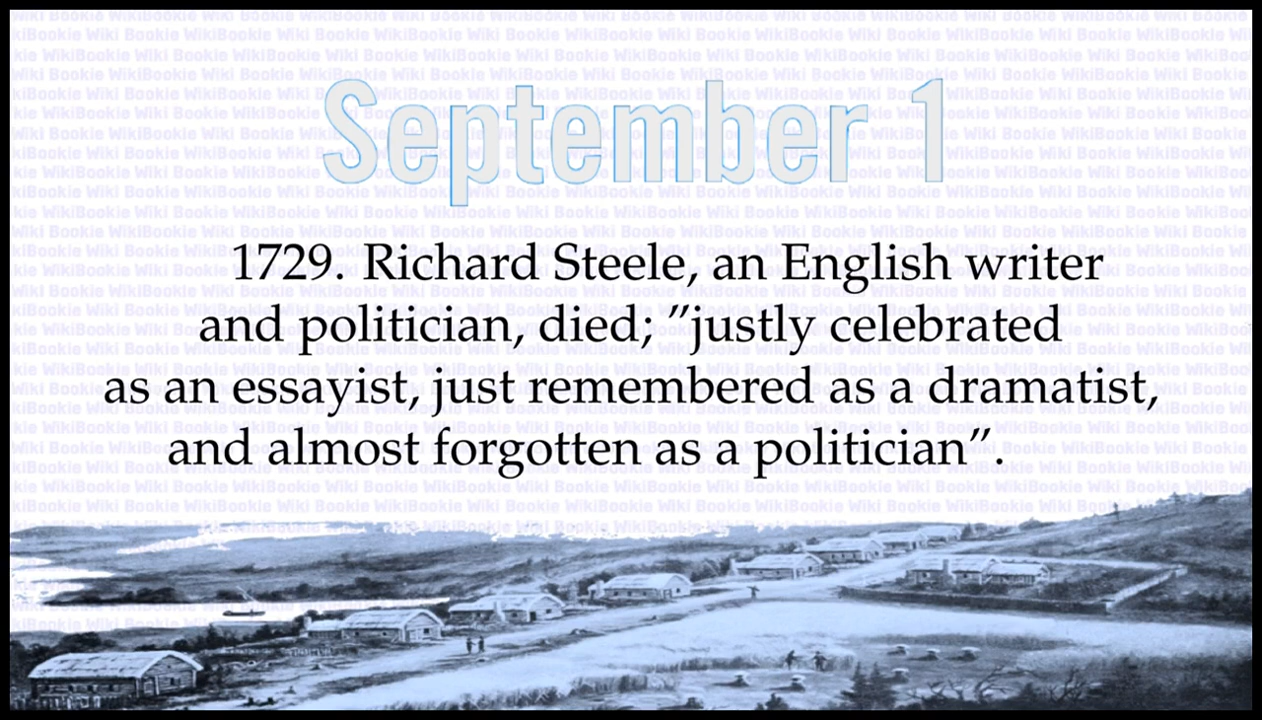 September 1
1729. Richard Steele, an English writer
and politician, died; ”justly celebrated
as an essayist, just remembered as a dramatist,
and almost forgotten as a politician”.